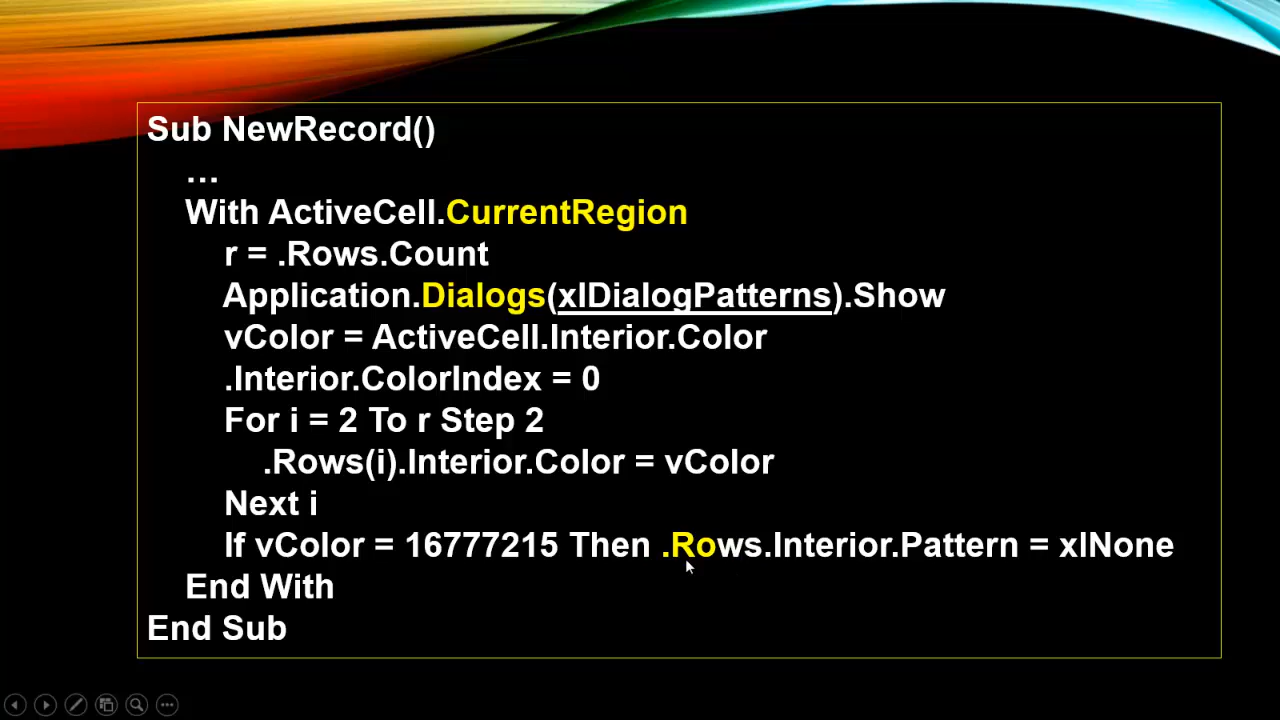 Sub NewRecord()
…
With ActiveCell.CurrentRegion
r = .Rows.Count
Application.Dialogs(xlDialogPatterns).Show
vColor = ActiveCell.Interior.Color
.Interior.ColorIndex = 0
For i = 2 To r Step 2
.Rows(i).Interior.Color = vColor
Next i
If vColor = 16777215 Then .Rows.Interior.Pattern = xlNone
End With
End Sub